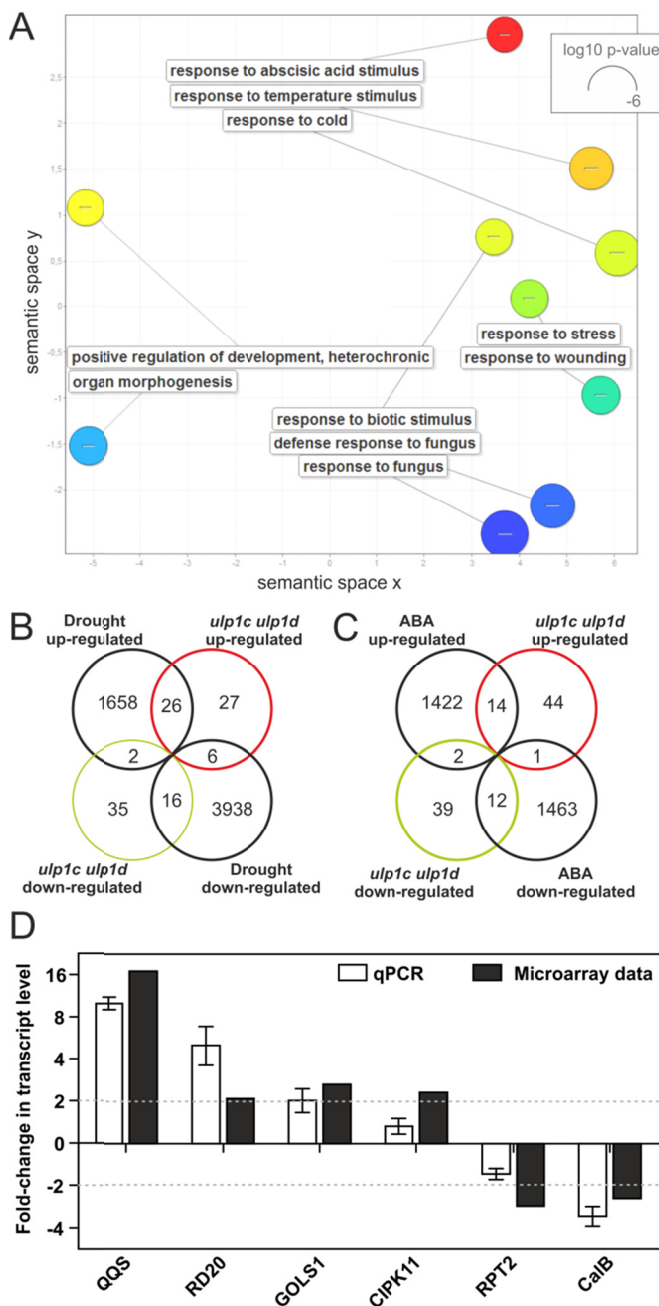 A
log10 p-value
-6
response to abscisic acid stimulus
response to temperature stimulus
response to cold
response to stress
response to wounding
positive regulation of development, heterochronic
organ morphogenesis
response to biotic stimulus
defense response to fungus
response to fungus
semantic space y
2,5
2
1,5
1
0,5
0
-0,5
-1
-1,5
-2
-5 -4 -3 -2 -1 0 1 2 3 4 5 6
semantic space x
B
Drought
up-regulated
ulp1c ulp1d
up-regulated
1658
26
27
2
6
35
16
3938
ulp1c ulp1d
down-regulated
Drought
down-regulated
C
ABA
up-regulated
ulp1c ulp1d
up-regulated
1422
14
44
2
1
39
12
1463
ulp1c ulp1d
down-regulated
ABA
down-regulated
D
qPCR
Microarray data
Fold-change in transcript level
16
8
4
2
0
-2
-4
QQS
RD20
GOLS1
CIPK11
RPT2
CalB